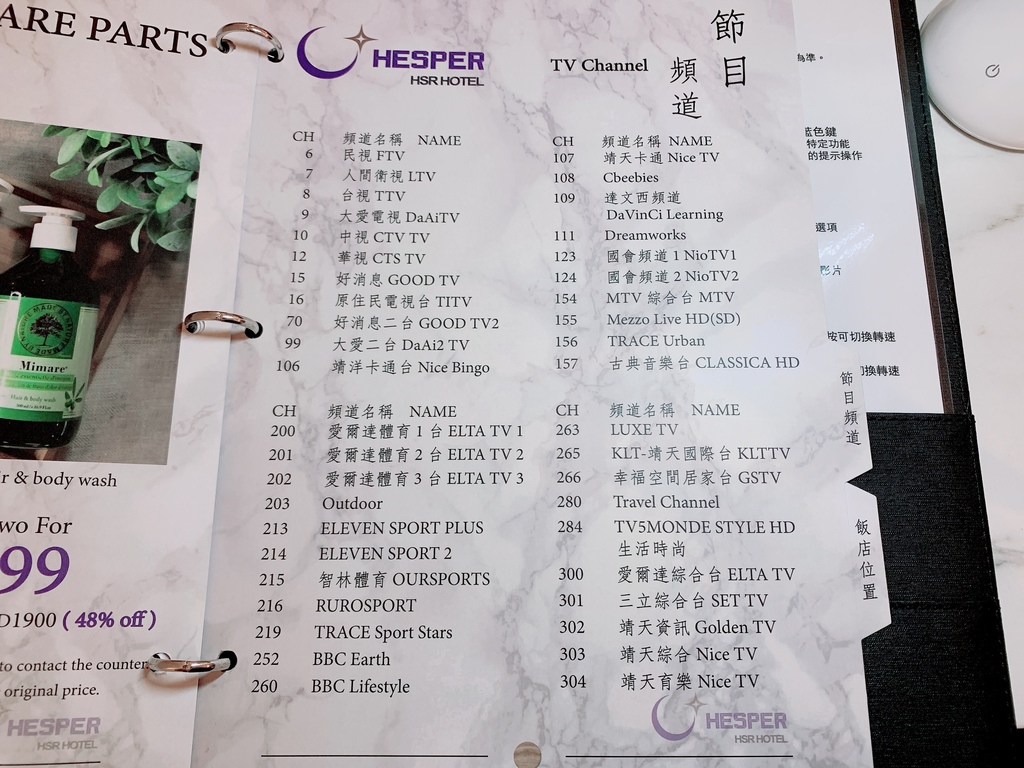 ARE PARTS
Mimare
Hair & body wash
r & body wash
wo For
99
D1900 ( 48% off )
to contact the counter
original price.
HESPER
HSR HOTEL
HESPER
HSR HOTEL
TV Channel
節目
頻道
CH 頻道名稱 NAME
6 民視 FTV
7 人間衛視 LTV
8 台視 TTV
9 大愛電視 DaAiTV
10 中視 CTV TV
12 華視 CTS TV
15 好消息 GOOD TV
16 原住民電視台 TITV
70 好消息二台 GOOD TV2
99 大愛二台 DaAi2 TV
106 靖洋卡通台 Nice Bingo
CH 頻道名稱 NAME
107 靖天卡通 Nice TV
108 Cbeebies
109 達文西頻道
DaVinCi Learning
111 Dreamworks
123 國會頻道 1 NioTV1
124 國會頻道 2 NioTV2
154 MTV 綜合台 MTV
155 Mezzo Live HD(SD)
156 TRACE Urban
157 古典音樂台 CLASSICA HD
CH 頻道名稱 NAME
200 愛爾達體育 1 台 ELTA TV 1
201 愛爾達體育 2 台 ELTA TV 2
202 愛爾達體育 3 台 ELTA TV 3
203 Outdoor
213 ELEVEN SPORT PLUS
214 ELEVEN SPORT 2
215 智林體育 OURSPORTS
216 RUROSPORT
219 TRACE Sport Stars
252 BBC Earth
260 BBC Lifestyle
CH 頻道名稱 NAME
263 LUXE TV
265 KLT-靖天國際台 KLTTV
266 幸福空間居家台 GSTV
280 Travel Channel
284 TV5MONDE STYLE HD
生活時尚
300 愛爾達綜合台 ELTA TV
301 三立綜合台 SET TV
302 靖天資訊 Golden TV
303 靖天綜合 Nice TV
304 靖天育樂 Nice TV
HESPER
HSR HOTEL
節目頻道
飯店位置
為準。
藍色鍵
特定功能
的提示操作
選項
影片
按可切換轉速
切換轉速